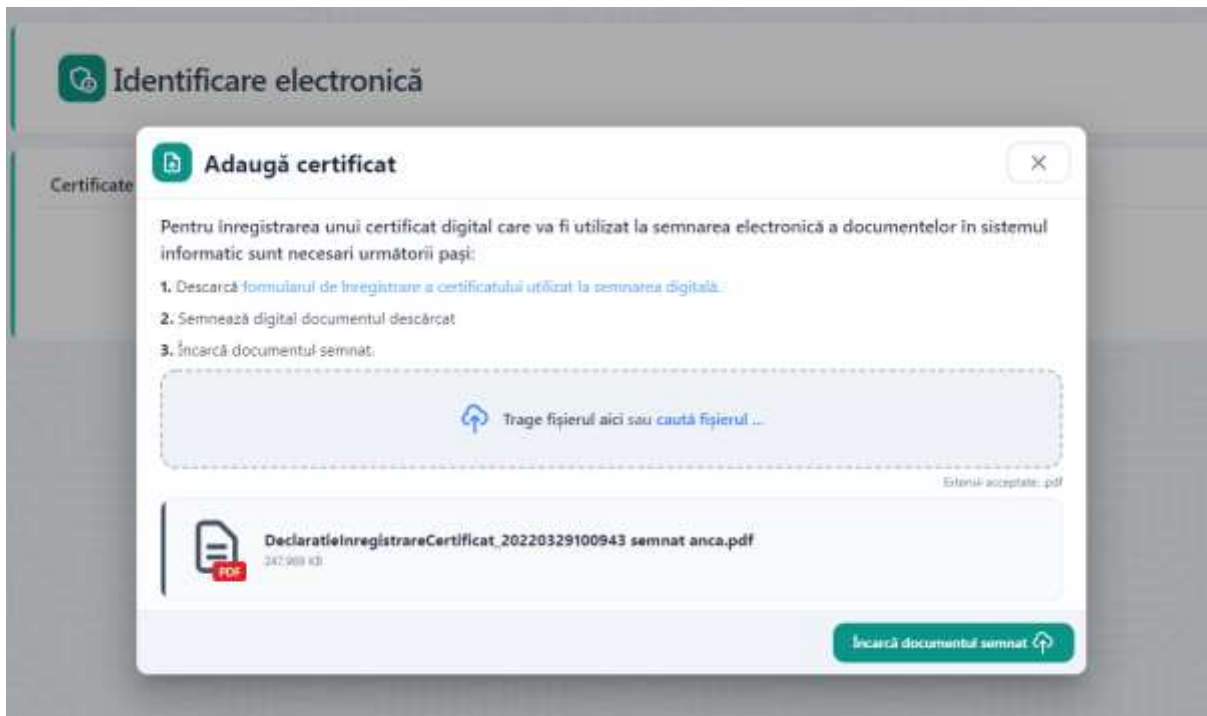 Identificare electronică
Certificate
Adaugă certificat
Pentru înregistrarea unui certificat digital care va fi utilizat la semnarea electronică a documentelor în sistemul
informatic sunt necesari următorii pași:
1. Descarcă formularul de înregistrare a certificatului utilizat la semnarea digitală.
2. Semnează digital documentul descărcat
3. Încarcă documentul semnat.
Trage fișierul aici sau caută fișierul ...
Extensii acceptate: .pdf
DeclaratieInregistrareCertificat_20220329100943 semnat anca.pdf
PDF
Încarcă documentul semnat